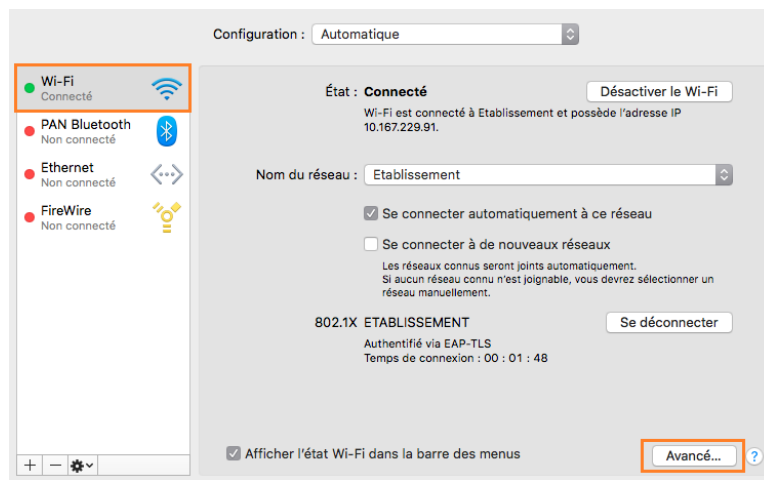 Configuration : Automatique
Wi-Fi
Connecté
PAN Bluetooth
Non connecté
Ethernet
Non connecté
FireWire
Non connecté
État : Connecté
Désactiver le Wi-Fi
Wi-Fi est connecté à Etablissement et possède l'adresse IP
10.167.229.91.
Nom du réseau : Etablissement
Se connecter automatiquement à ce réseau
Se connecter à de nouveaux réseaux
Les réseaux connus seront joints automatiquement.
Si aucun réseau connu n'est joignable, vous devrez sélectionner un
réseau manuellement.
802.1X ETABLISSEMENT
Se déconnecter
Authentifié via EAP-TLS
Temps de connexion : 00 : 01 : 48
Afficher l'état Wi-Fi dans la barre des menus
Avancé...
?